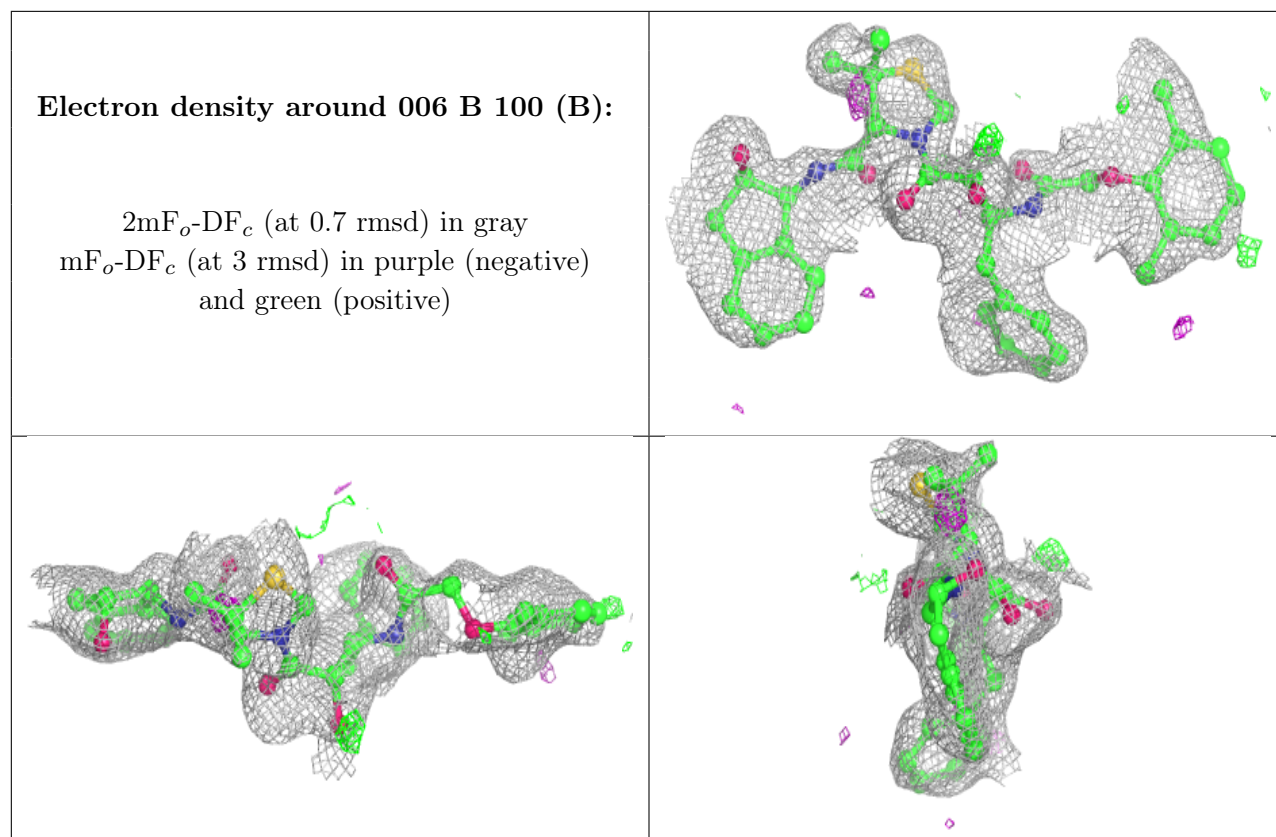 Electron density around 006 B 100 (B):
2mFo-DFc (at 0.7 rmsd) in gray
mFo-DFc (at 3 rmsd) in purple (negative)
and green (positive)